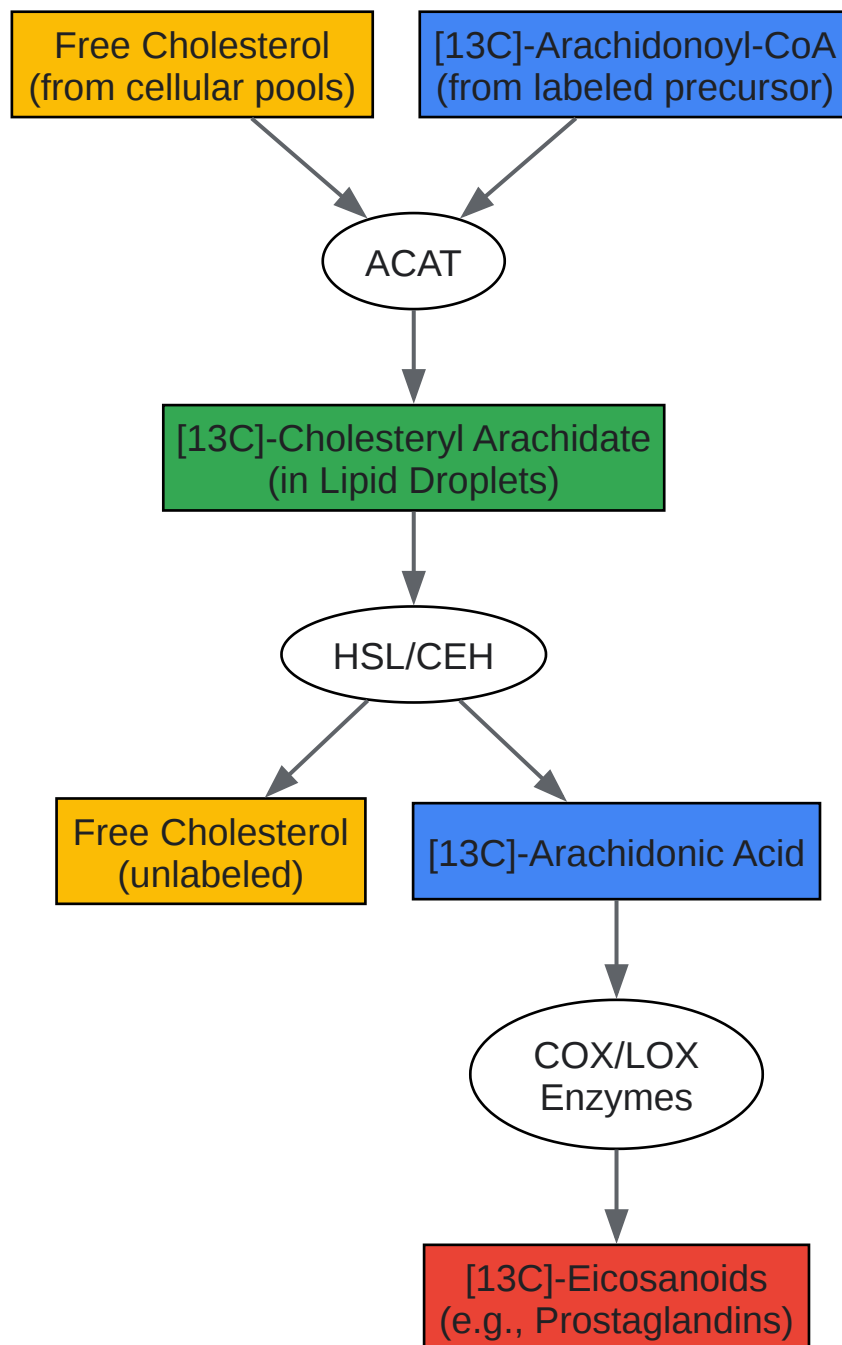 Free Cholesterol
(from cellular pools)
[13C]-Arachidonoyl-CoA
(from labeled precursor)
ACAT
[13C]-Cholesteryl Arachidate
(in Lipid Droplets)
HSL/CEH
Free Cholesterol
(unlabeled)
[13C]-Arachidonic Acid
COX/LOX
Enzymes
[13C]-Eicosanoids
(e.g., Prostaglandins)